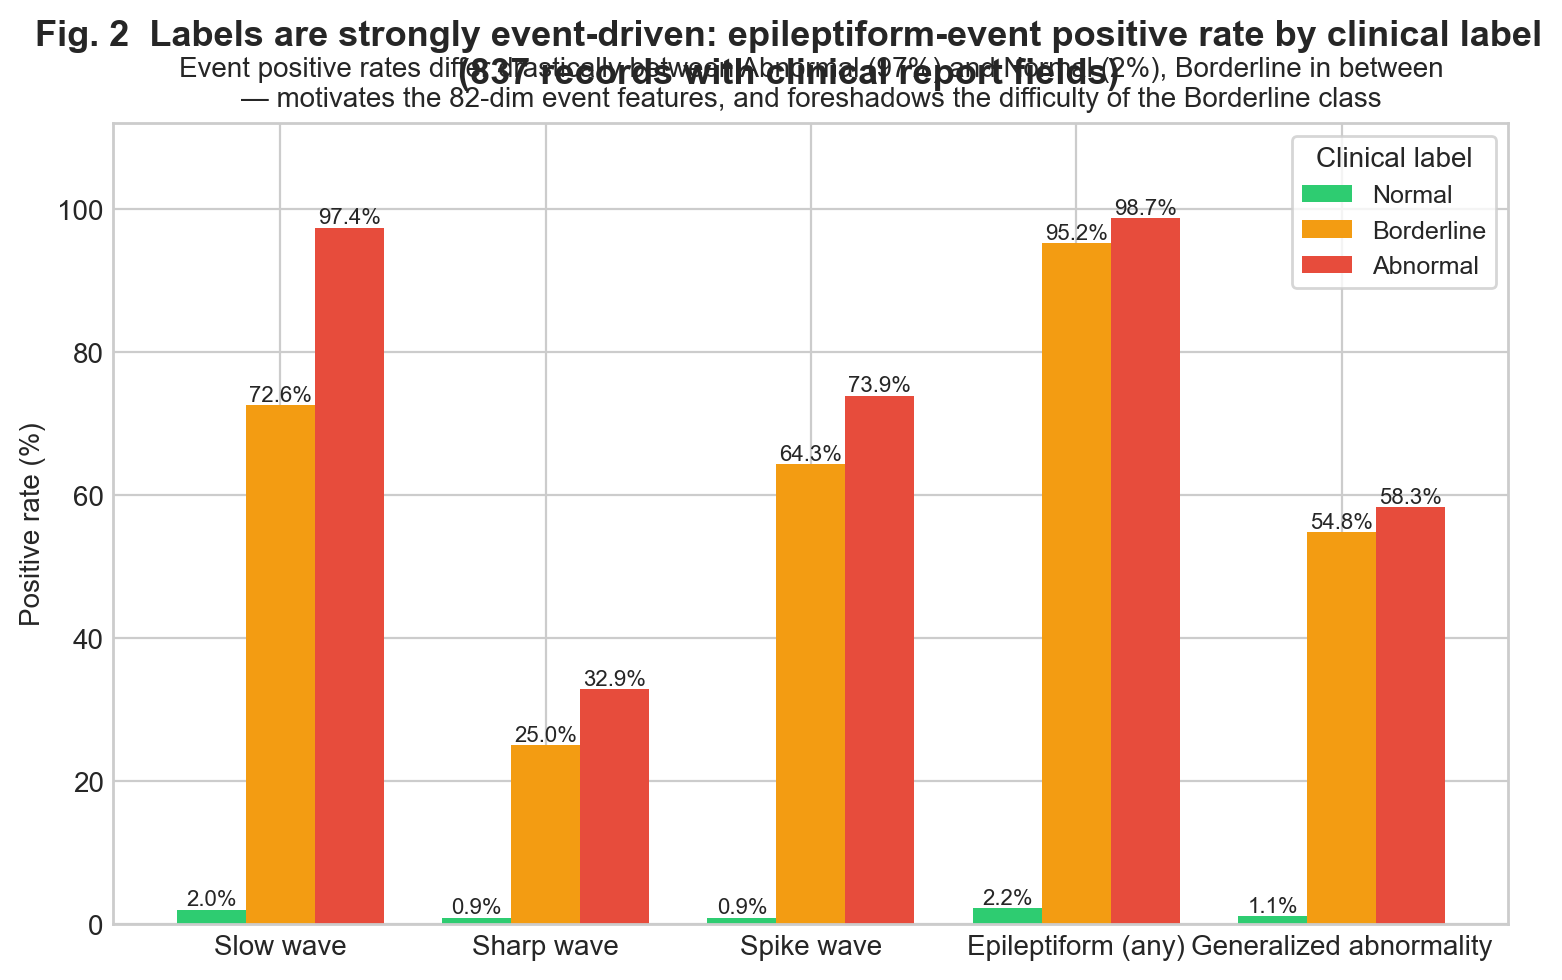 Fig. 2  Labels are strongly event-driven: epileptiform-event positive rate by clinical label
(837 records with clinical report fields)
Event positive rates differ drastically between Abnormal (97%) and Normal (2%), Borderline in between
— motivates the 82-dim event features, and foreshadows the difficulty of the Borderline class
Clinical label
Normal
Borderline
Abnormal
Positive rate (%)
100
80
60
40
20
0
2.0%
72.6%
97.4%
0.9%
25.0%
32.9%
0.9%
64.3%
73.9%
2.2%
95.2%
98.7%
1.1%
54.8%
58.3%
Slow wave
Sharp wave
Spike wave
Epileptiform (any)
Generalized abnormality